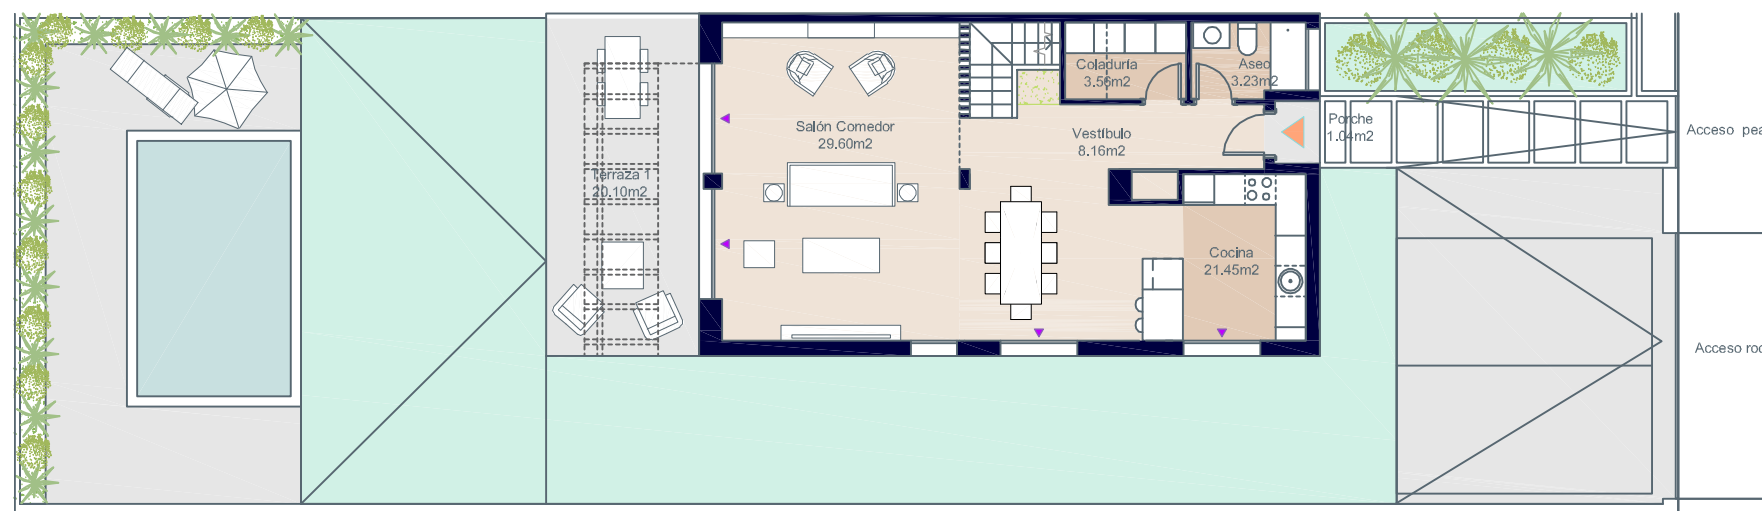 Coladuría
3.56m2
Aseo
3.23m2
Salón Comedor
29.60m2
Vestíbulo
8.16m2
Porche
1.04m2
Acceso pea
Terraza 1
20.10m2
Cocina
21.45m2
Acceso roc